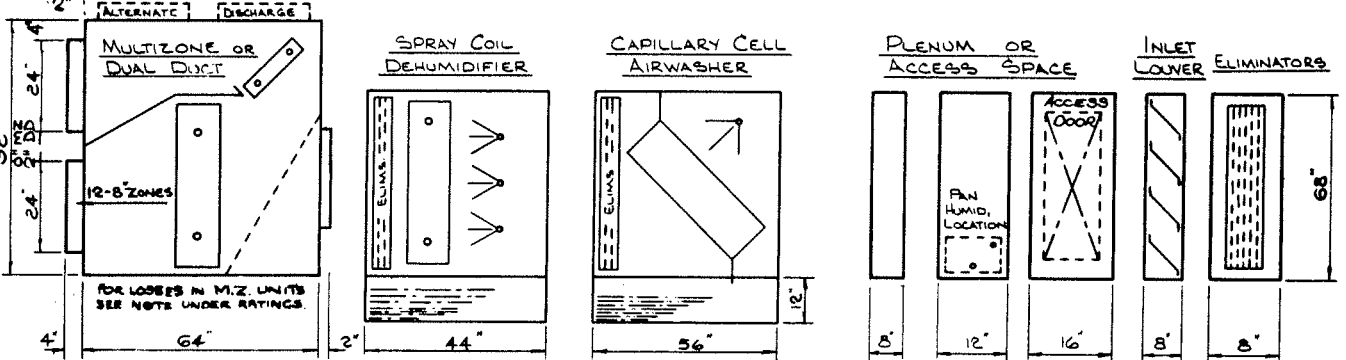 2"
ALTERNATE
DISCHARGE
MULTIZONE OR
DUAL DUCT
4"
24"
24"
12-8" ZONES
FOR LOSSES IN M.Z. UNITS
SEE NOTE UNDER RATINGS.
4"
64"
2"
SPRAY COIL
DEHUMIDIFIER
ELIMS
44"
CAPILLARY CELL
AIRWASHER
ELIMS
12"
56"
PLENUM OR
ACCESS SPACE
PAN
HUMID,
LOCATION
ACCESS
DOOR
8"
12"
16"
INLET
LOUVER
8"
ELIMINATORS
68"
8"